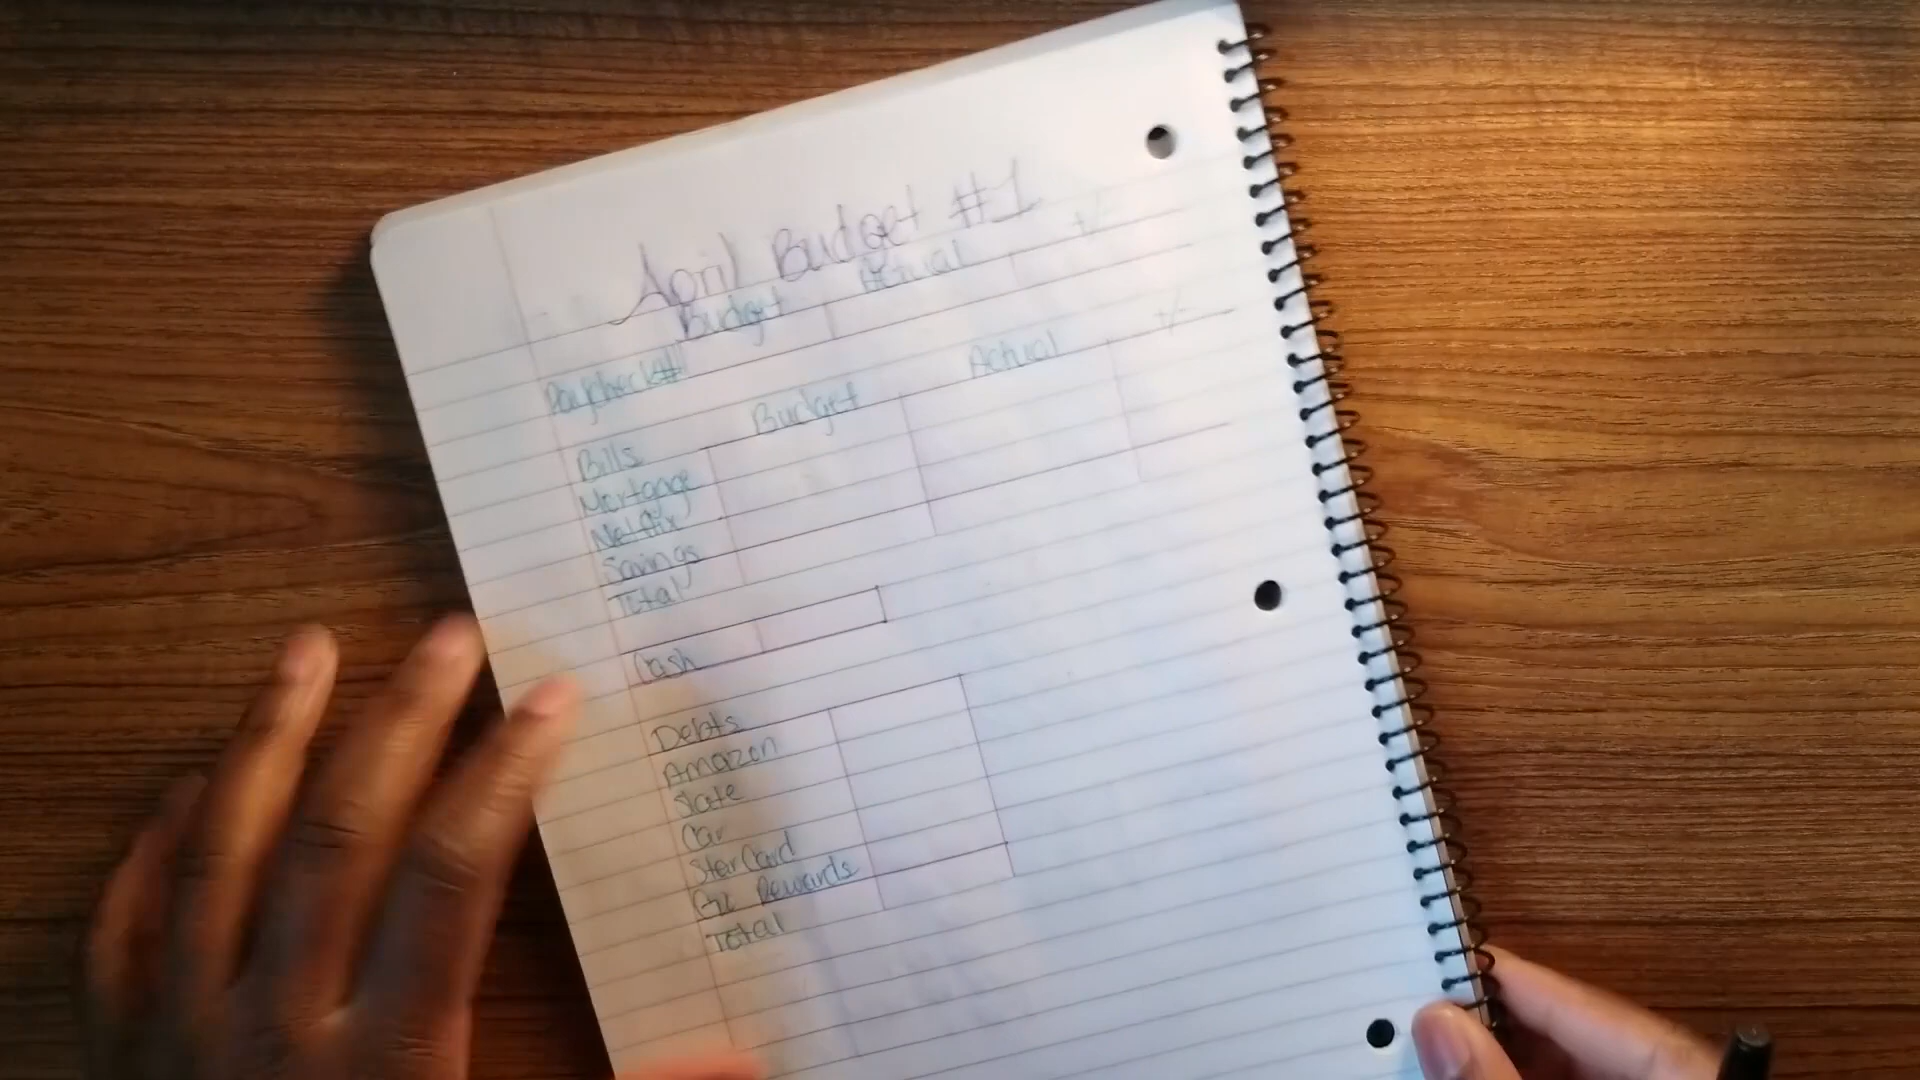 April Budget #1
Budget Actual +/-
Paycheck#1
Budget Actual +/-
Bills
Mortgage
Netflix
Savings
Total
Cash
Debts
Amazon
Car
Star Card
Rewards
Total